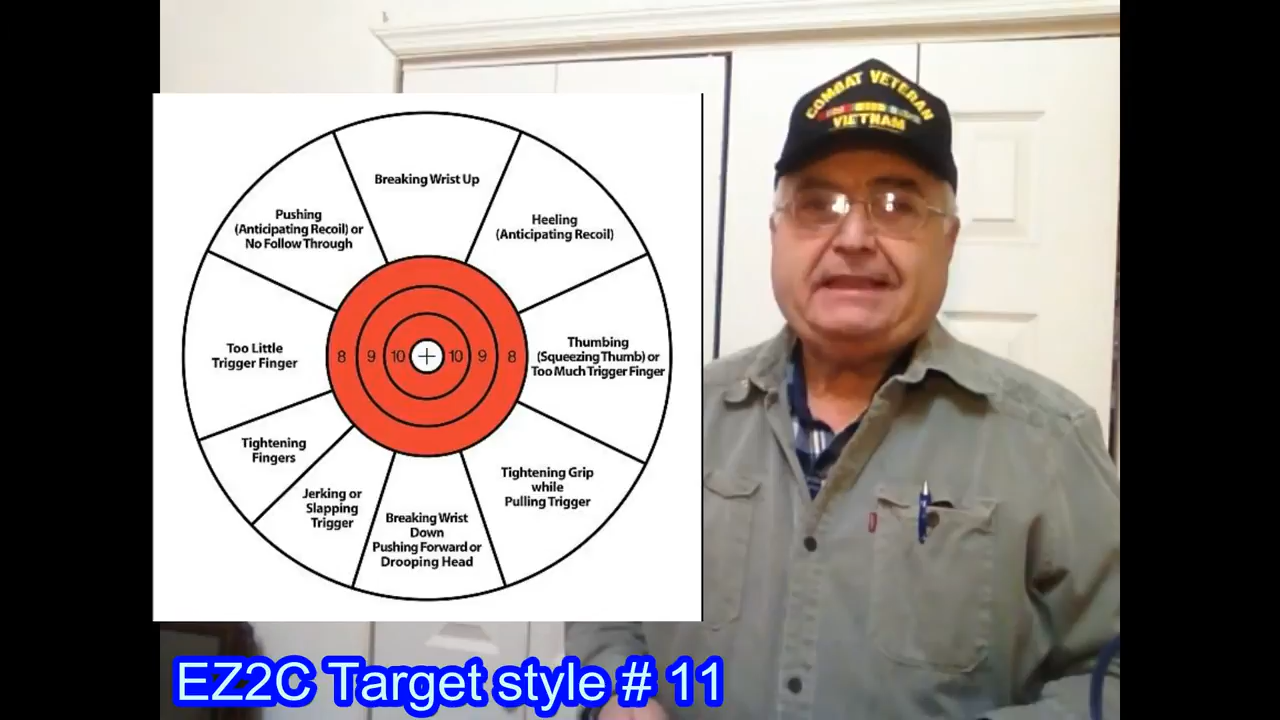 COMBAT VETERAN
VIETNAM
Breaking Wrist Up
Pushing
(Anticipating Recoil) or
No Follow Through
Heeling
(Anticipating Recoil)
Too Little
Trigger Finger
8 9 10 10 9 8
Thumbing
(Squeezing Thumb) or
Too Much Trigger Finger
Tightening
Fingers
Jerking or
Slapping
Trigger
Breaking Wrist
Down
Pushing Forward or
Drooping Head
Tightening Grip
while
Pulling Trigger
EZ2C Target style # 11